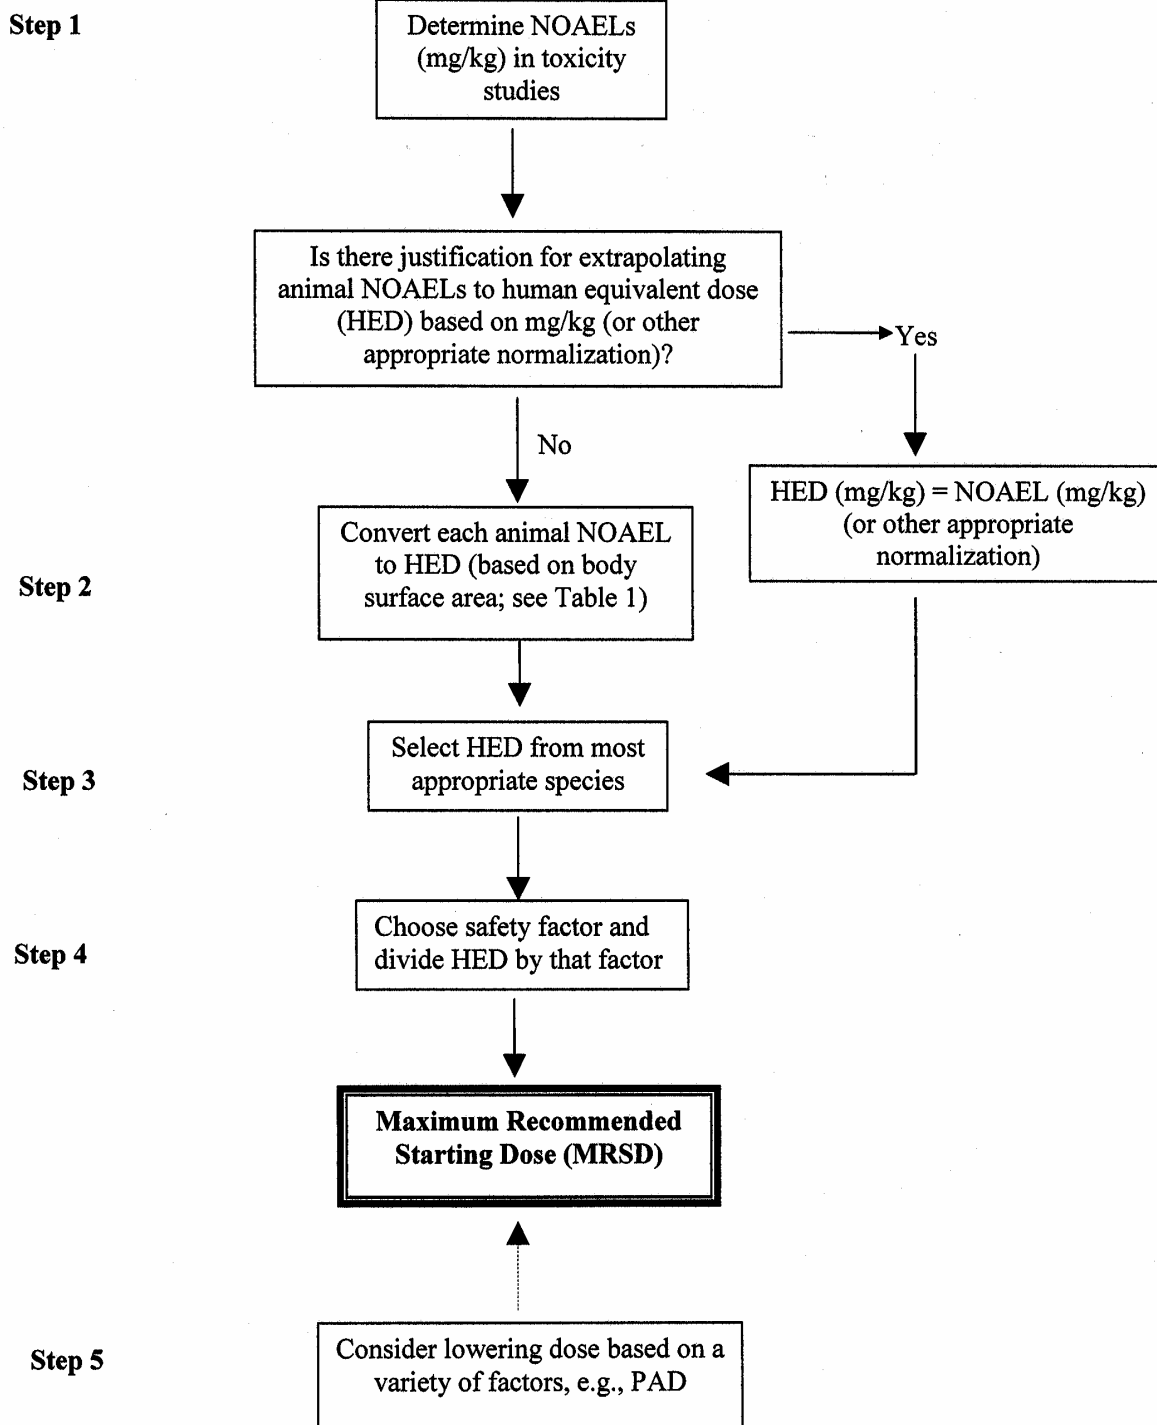 Step 1
Determine NOAELs
(mg/kg) in toxicity
studies
Is there justification for extrapolating
animal NOAELs to human equivalent dose
(HED) based on mg/kg (or other
appropriate normalization)?
Yes
No
HED (mg/kg) = NOAEL (mg/kg)
(or other appropriate
normalization)
Step 2
Convert each animal NOAEL
to HED (based on body
surface area; see Table 1)
Step 3
Select HED from most
appropriate species
Step 4
Choose safety factor and
divide HED by that factor
Maximum Recommended
Starting Dose (MRSD)
Step 5
Consider lowering dose based on a
variety of factors, e.g., PAD